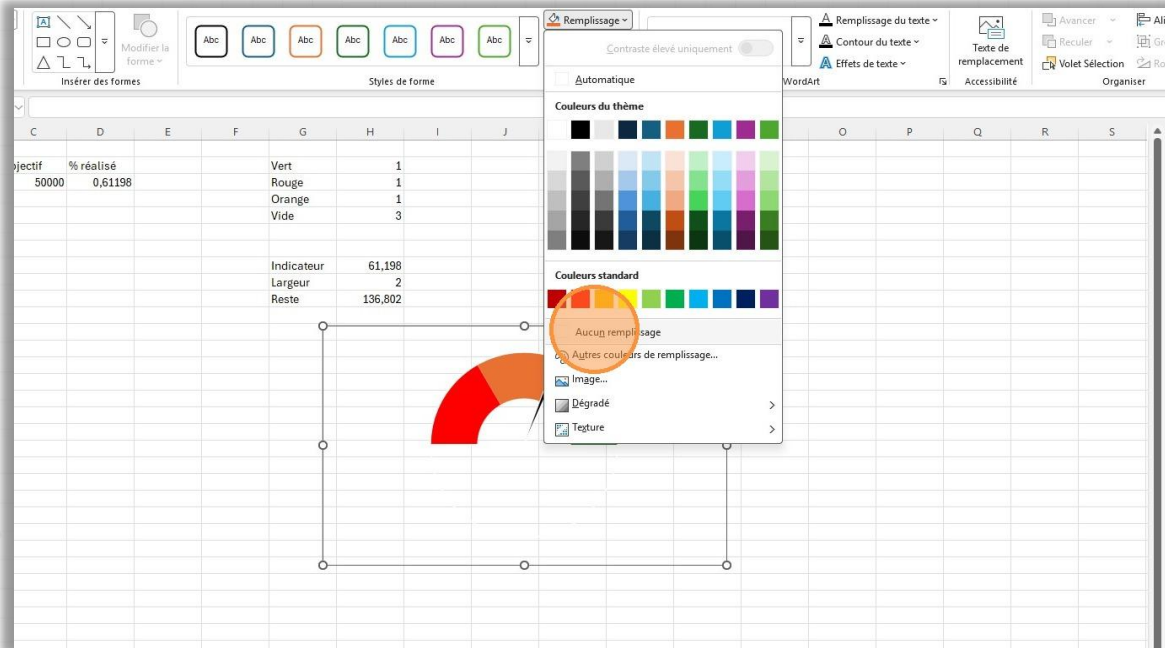 Remplissage
Abc Abc Abc Abc Abc Abc Abc
Modifier la
forme
Insérer des formes
Styles de forme
Remplissage du texte
Contour du texte
Effets de texte
WordArt
Texte de
remplacement
Accessibilité
Avancer
Reculer
Volet Sélection
Organiser
Contraste élevé uniquement
Automatique
Couleurs du thème
Couleurs standard
Aucun remplissage
Autres couleurs de remplissage...
Image...
Dégradé
Texture
C D E F G H I J O P Q R S
% réalisé
50000 0,61198
Vert 1
Rouge 1
Orange 1
Vide 3
Indicateur 61,198
Largeur 2
Reste 136,802